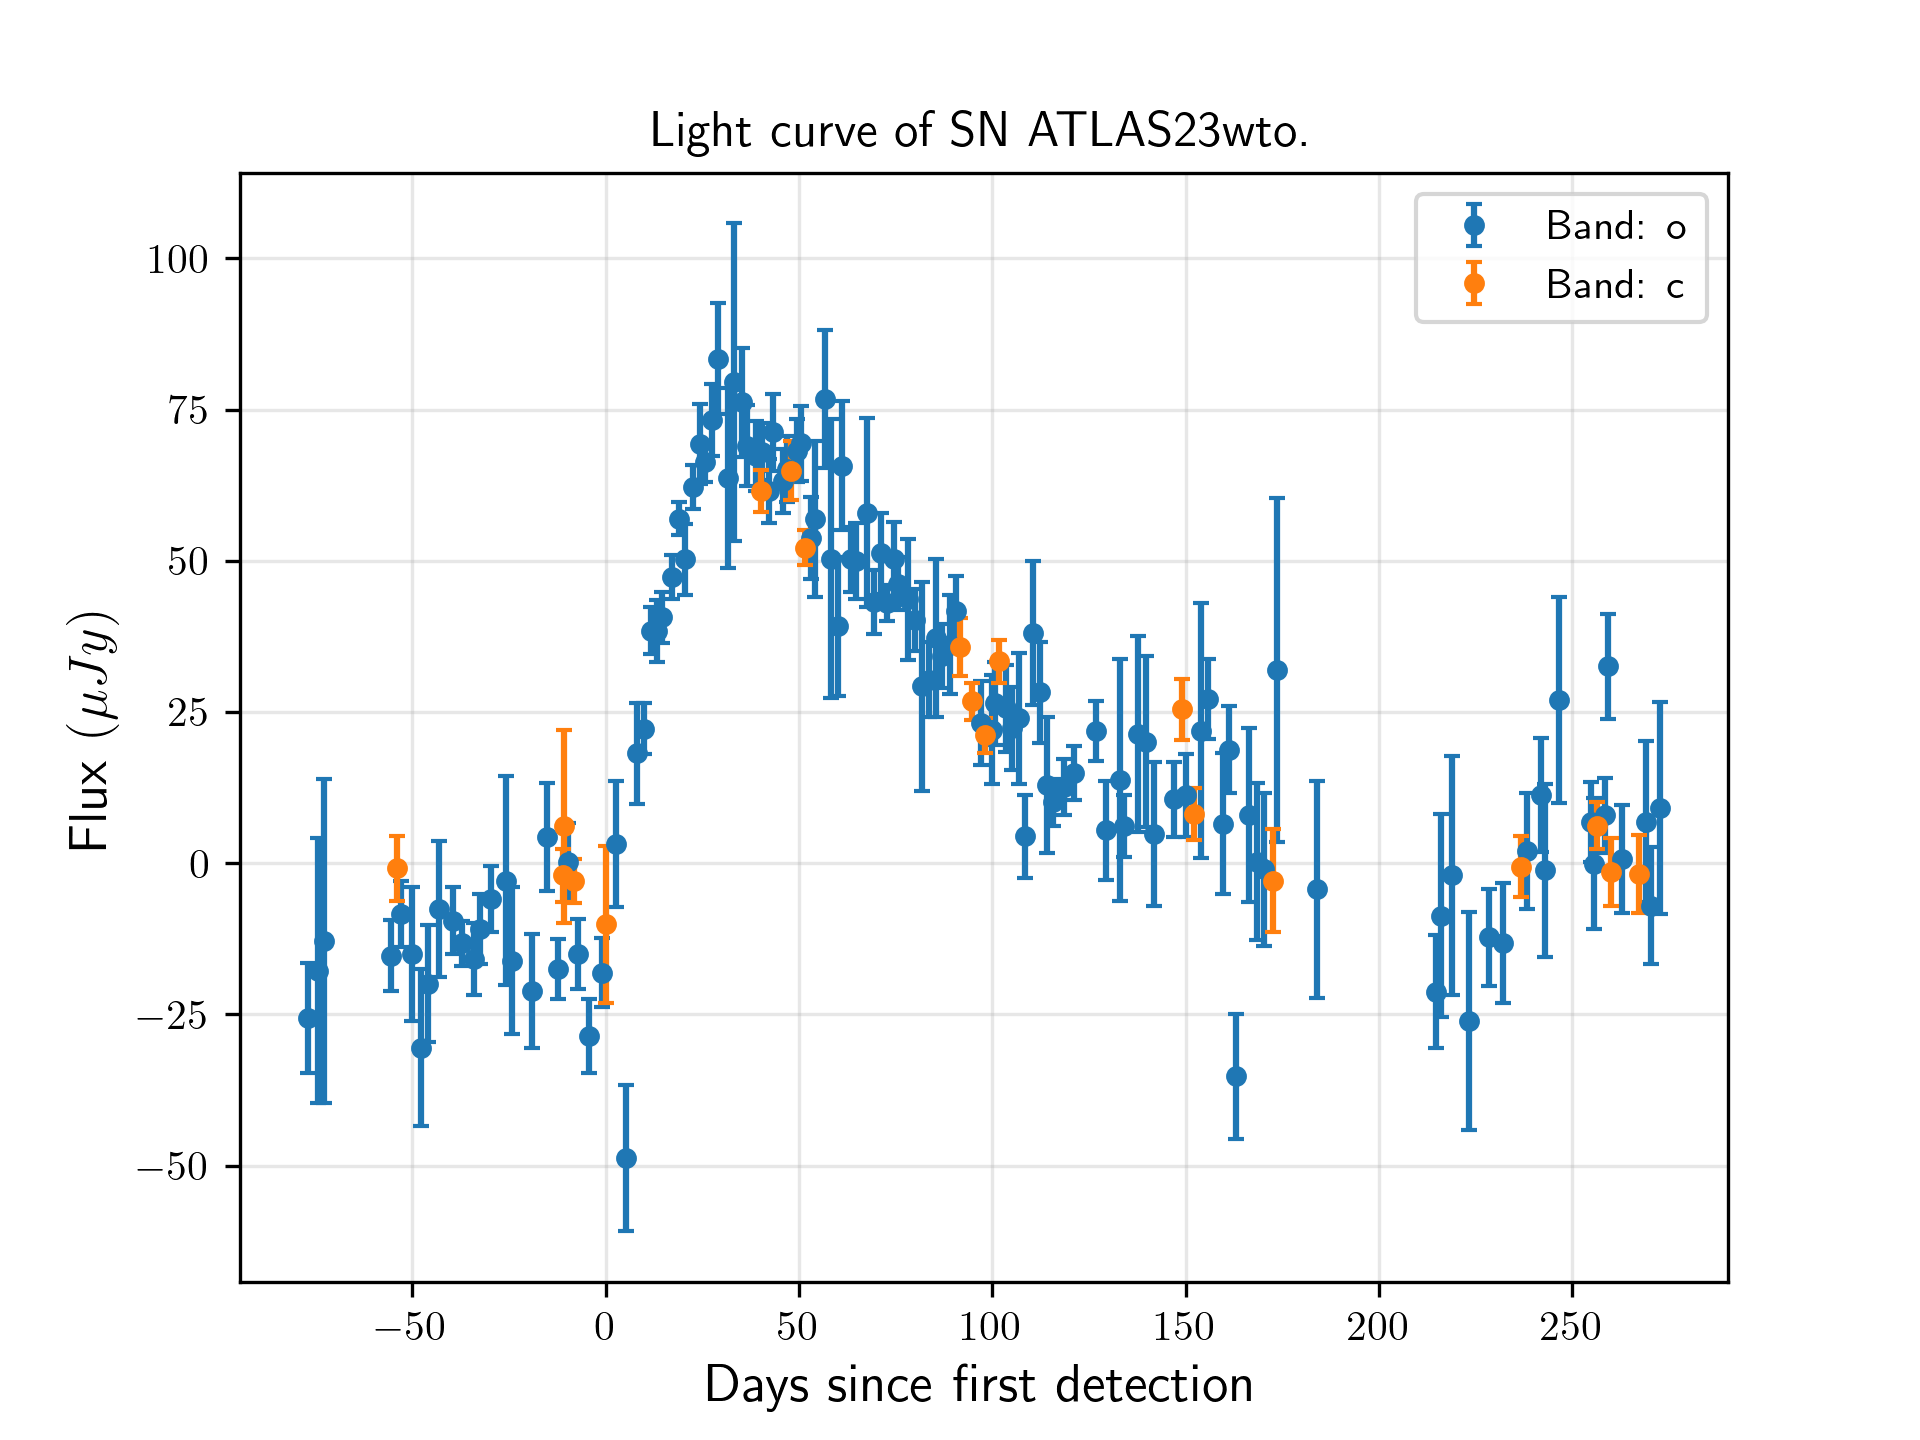 Light curve of SN ATLAS23wto.
Band: o
Band: c
100
75
50
25
0
−25
−50
Flux (μJy)
−50 0 50 100 150 200 250
Days since first detection